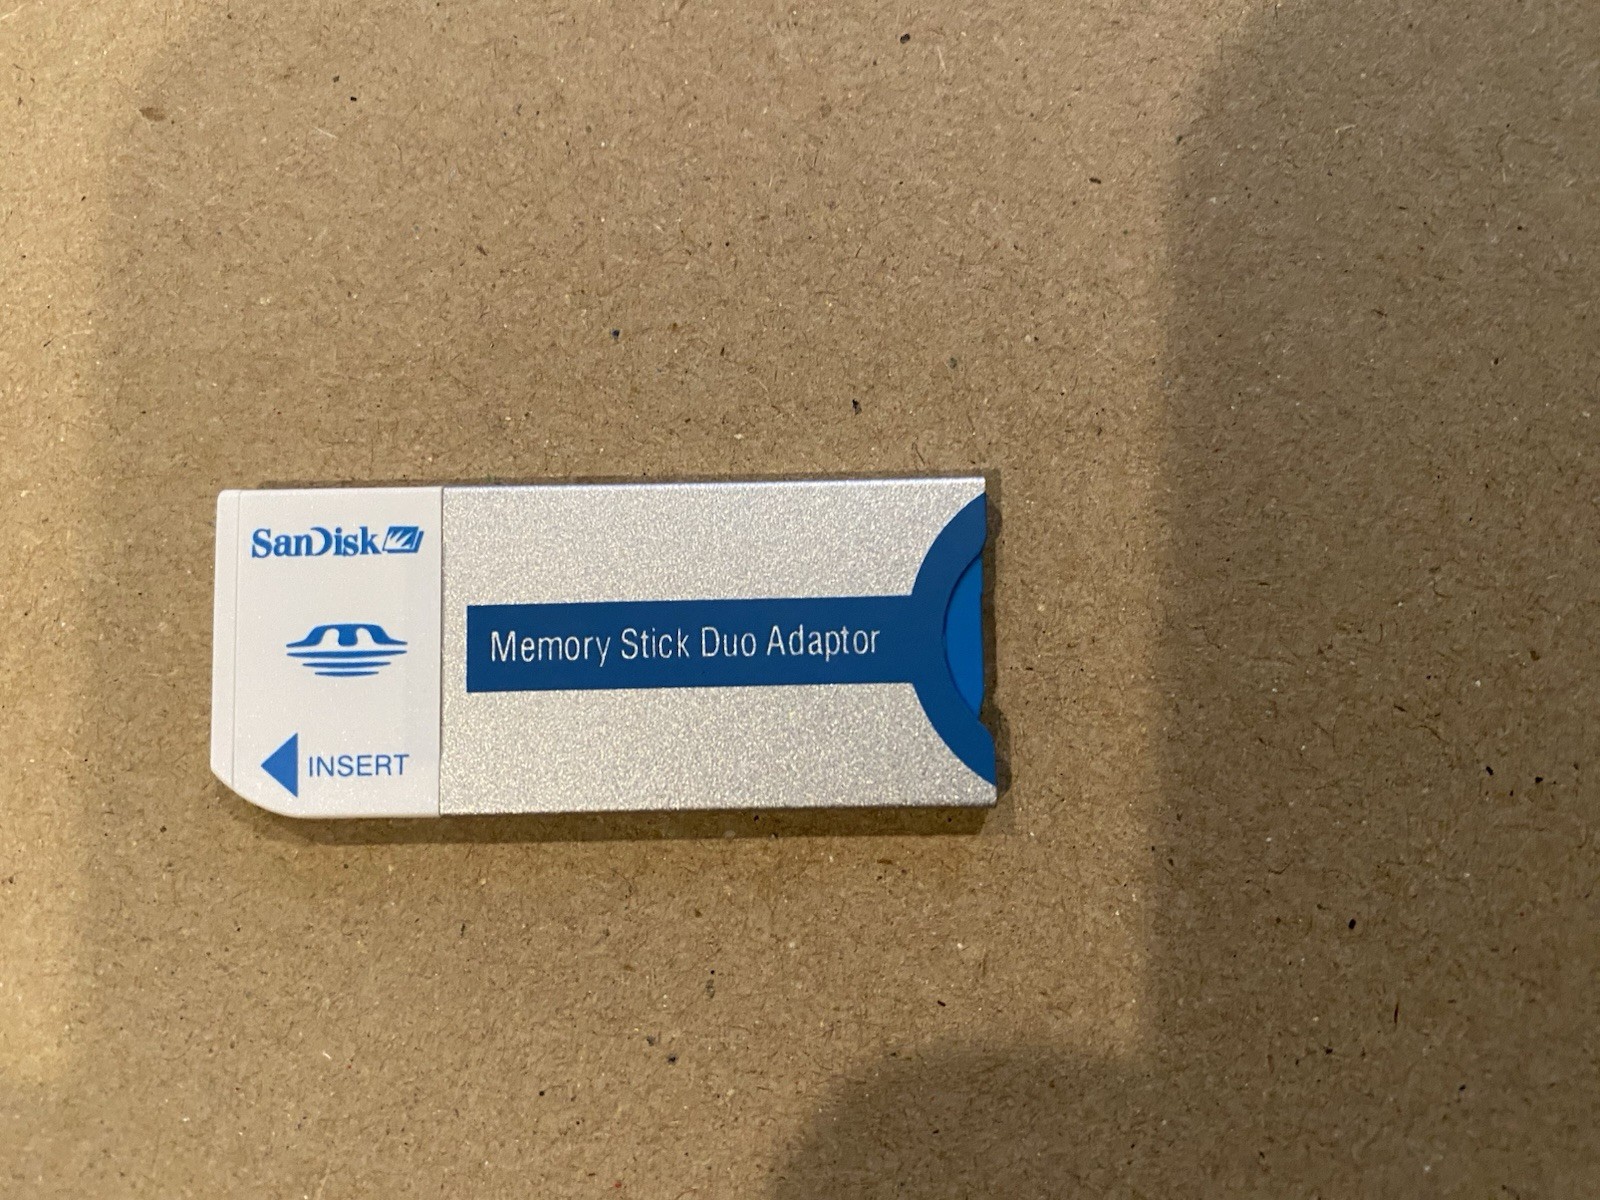 SanDisk
Memory Stick Duo Adaptor
INSERT